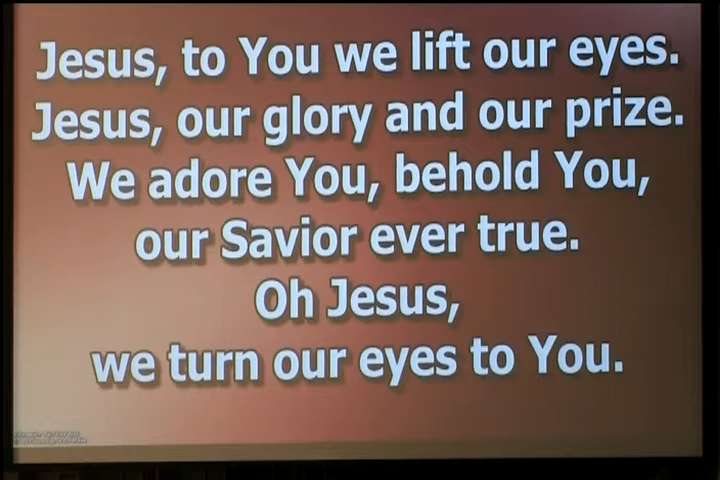 Jesus, to You we lift our eyes.
Jesus, our glory and our prize.
We adore You, behold You,
our Savior ever true.
Oh Jesus,
we turn our eyes to You.